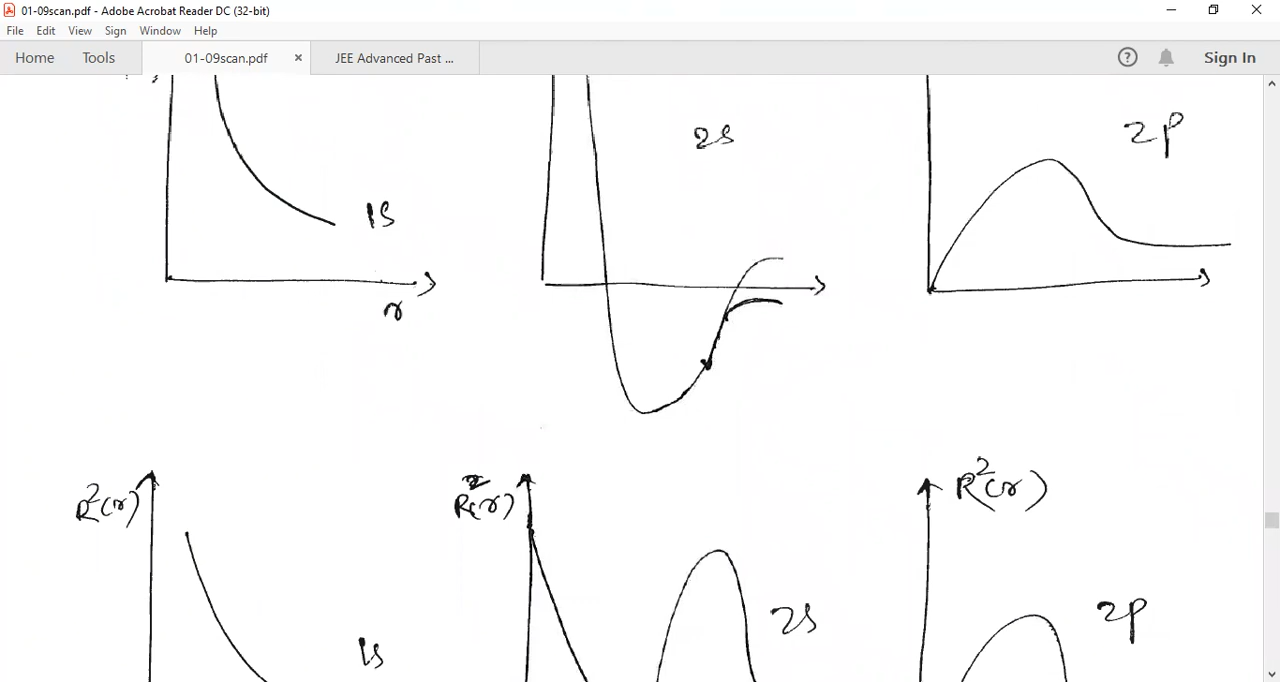 01-09scan.pdf - Adobe Acrobat Reader DC (32-bit)
File Edit View Sign Window Help
Home Tools 01-09scan.pdf × JEE Advanced Past ... ? Sign In
2s
2p
1s
r
R²(r)
R²(r)
R²(r)
1s
2s
2p